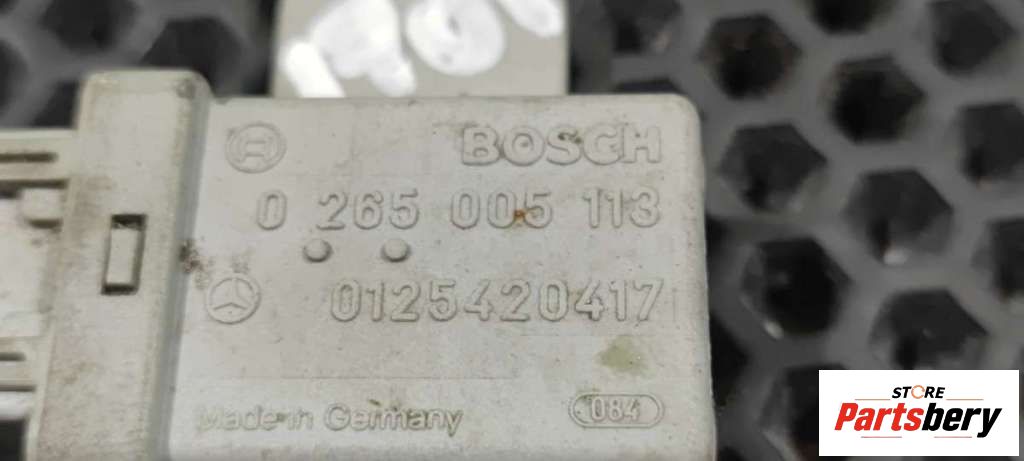 BOSCH
0 265 005 113
0125420417
Made in Germany
084
STORE
Partsbery